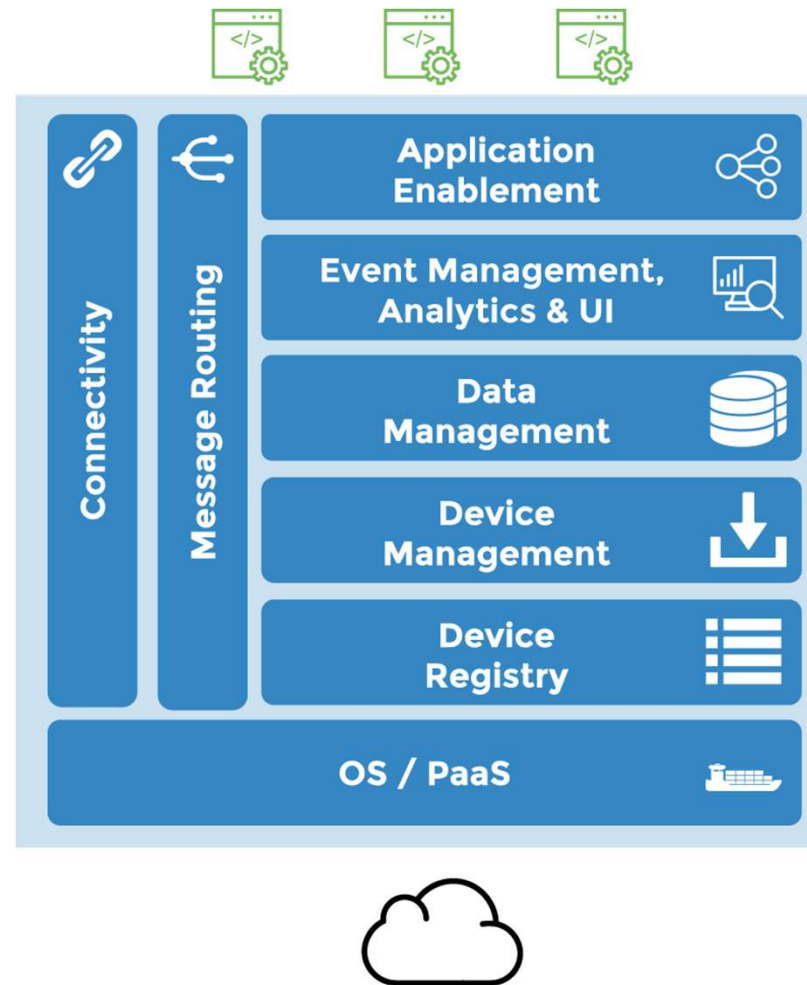 </>
</>
</>
Connectivity
Message Routing
Application
Enablement
Event Management,
Analytics & UI
Data
Management
Device
Management
Device
Registry
OS / PaaS